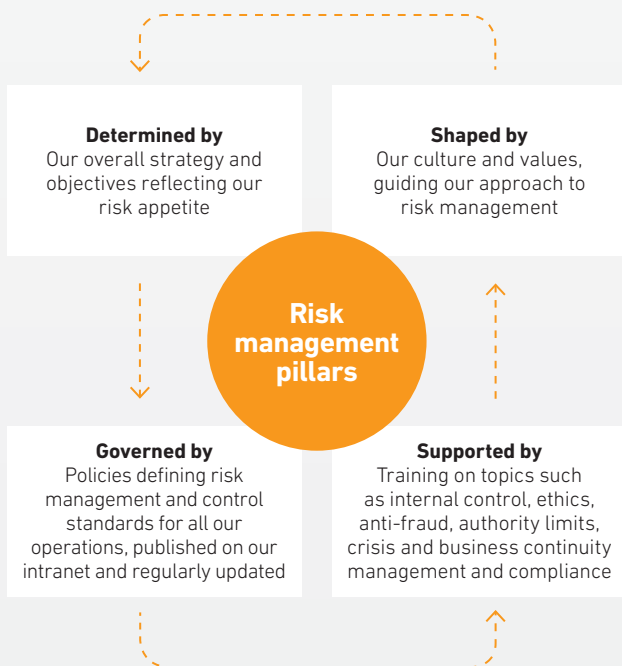 Determined by
Our overall strategy and
objectives reflecting our
risk appetite
Shaped by
Our culture and values,
guiding our approach to
risk management
Risk
management
pillars
Governed by
Policies defining risk
management and control
standards for all our
operations, published on our
intranet and regularly updated
Supported by
Training on topics such
as internal control, ethics,
anti-fraud, authority limits,
crisis and business continuity
management and compliance